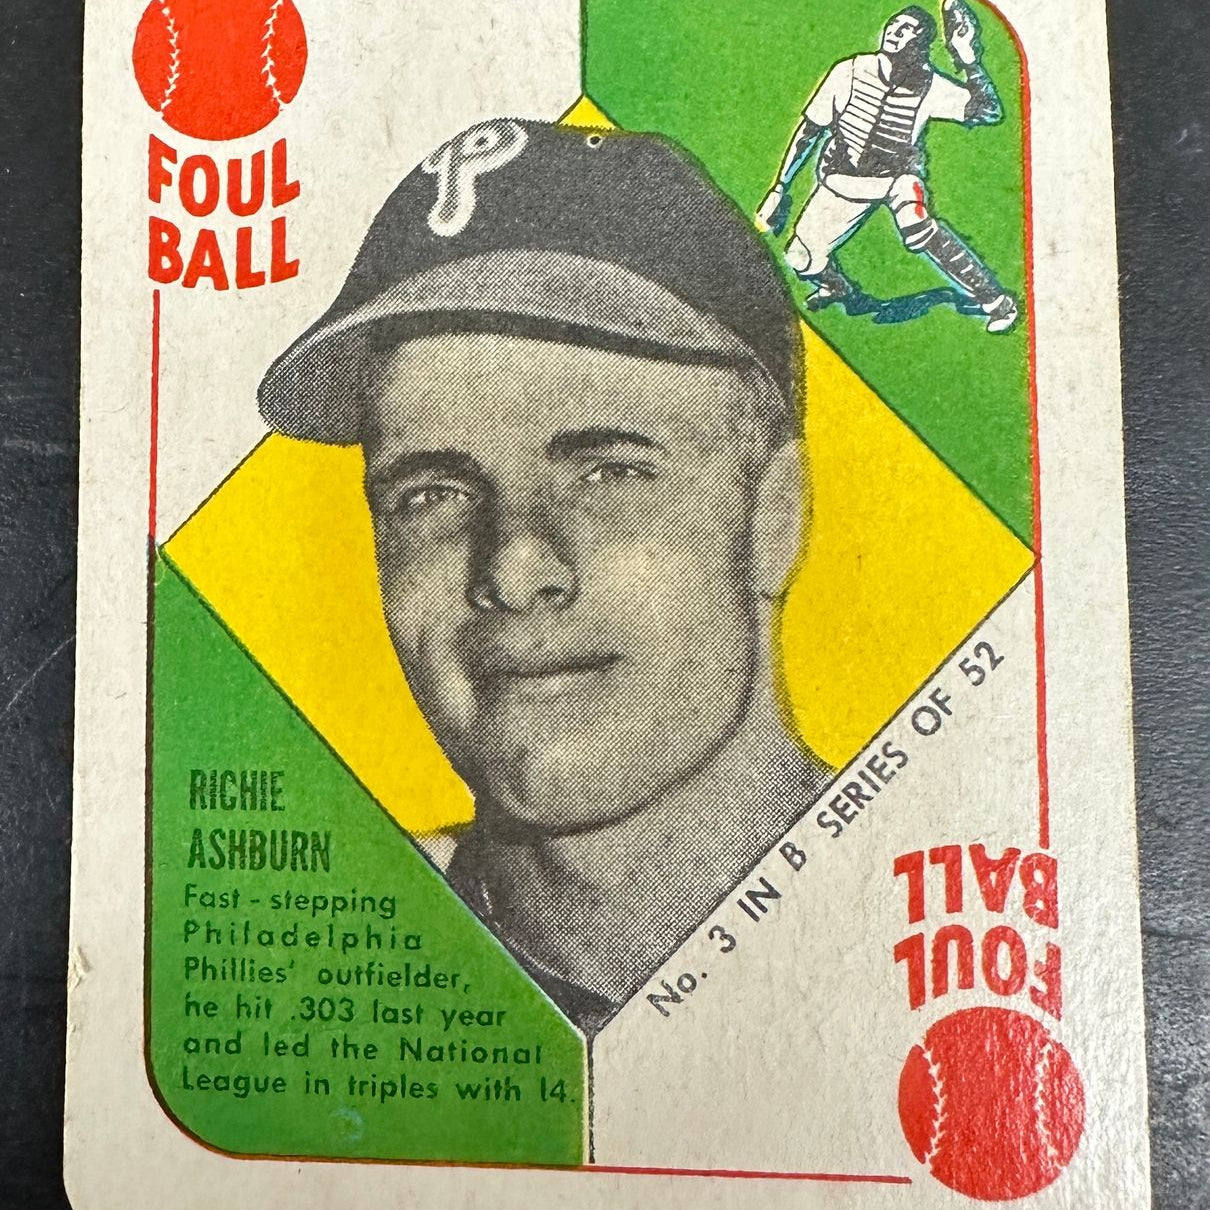 FOUL
BALL
P
RICHIE
ASHBURN
Fast-stepping
Philadelphia
Phillies' outfielder,
he hit .303 last year
and led the National
League in triples with 14.
No. 3 IN B SERIES OF 52
FOUL
BALL